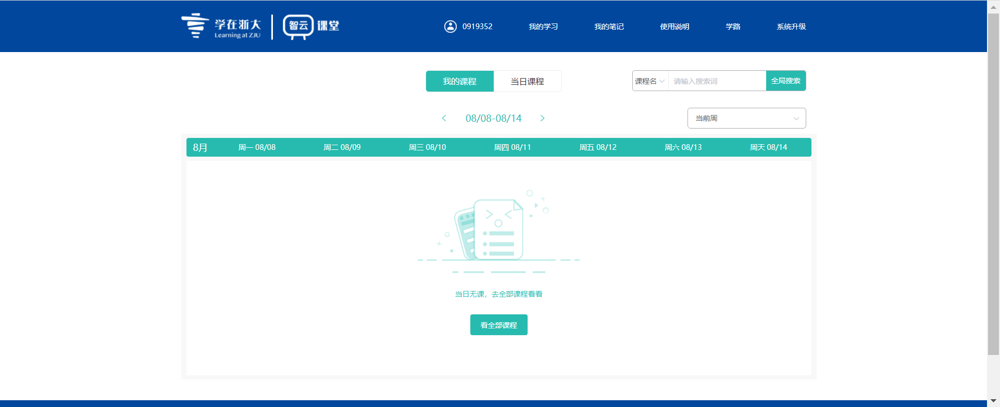 学在浙大
Learning at ZJU
智云 课堂
0919352 我的学习 我的笔记 使用说明 学路 系统升级
我的课程 当日课程
课程名 请输入搜索词 全局搜索
08/08-08/14
当前周
8月 周一 08/08 周二 08/09 周三 08/10 周四 08/11 周五 08/12 周六 08/13 周天 08/14
当日无课，去全部课程看看
看全部课程